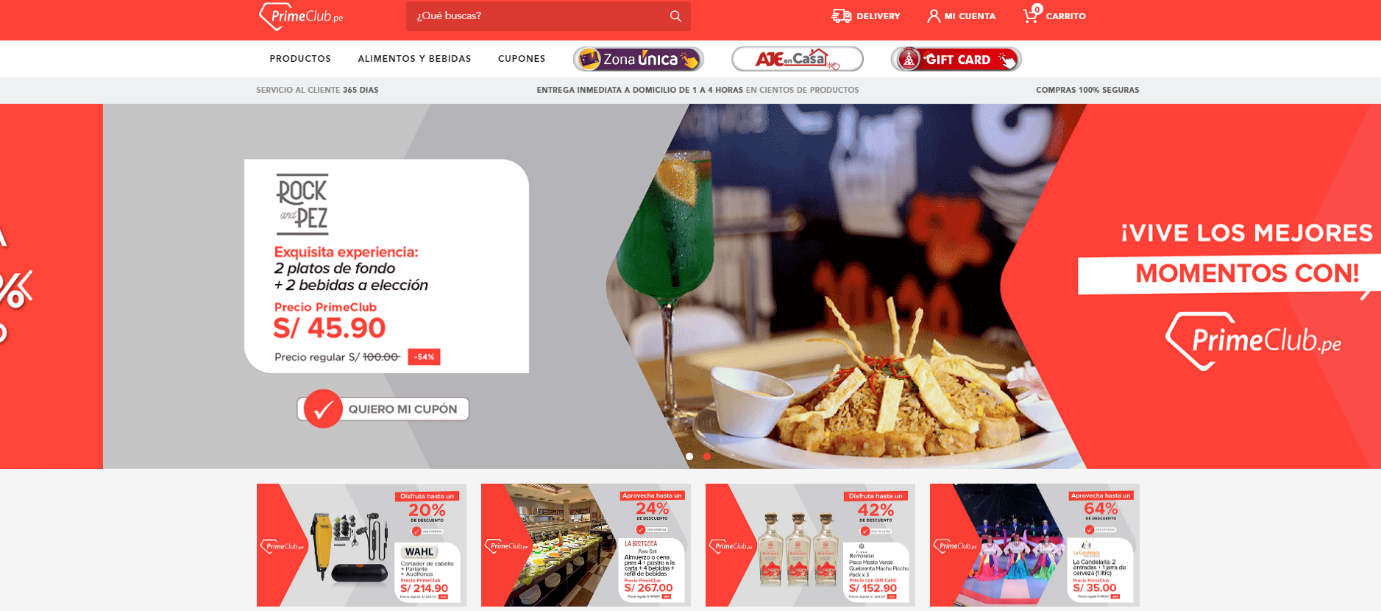 PrimeClub.pe
¿Qué buscas?
DELIVERY
MI CUENTA
0
CARRITO
PRODUCTOS
ALIMENTOS Y BEBIDAS
CUPONES
Zona Única
AJE en Casa
GIFT CARD
SERVICIO AL CLIENTE 365 DIAS
ENTREGA INMEDIATA A DOMICILIO DE 1 A 4 HORAS EN CIENTOS DE PRODUCTOS
COMPRAS 100% SEGURAS
A
%
O
ROCK
and PEZ
Exquisita experiencia:
2 platos de fondo
+ 2 bebidas a elección
Precio PrimeClub
S/ 45.90
Precio regular S/ 100.00 -54%
QUIERO MI CUPÓN
¡VIVE LOS MEJORES
MOMENTOS CON!
PrimeClub.pe
PrimeClub.pe
Disfruta hasta un
20%
DE DESCUENTO
WAHL
Cortador de cabello
+ Parlante
+ Audífonos
Precio PrimeClub
S/ 214.90
PrimeClub.pe
Aprovecha hasta un
24%
DE DESCUENTO
LA BISTECCA
Almuerzo o cena
para 4 + postre a la
carta + 4 bebidas +
refil de bebidas
Precio PrimeClub
S/ 267.00
PrimeClub.pe
Disfruta hasta un
42%
DE DESCUENTO
Pisco Mosto Verde
Quebranta Machu Picchu
Pack x 3
Precio con Gift Card:
S/ 152.90
PrimeClub.pe
Aprovecha hasta un
64%
DE DESCUENTO
La Candelaria
La Candelaria: 2
entradas + 1 jarra de
cerveza (1 litro)
Precio PrimeClub
S/ 35.00